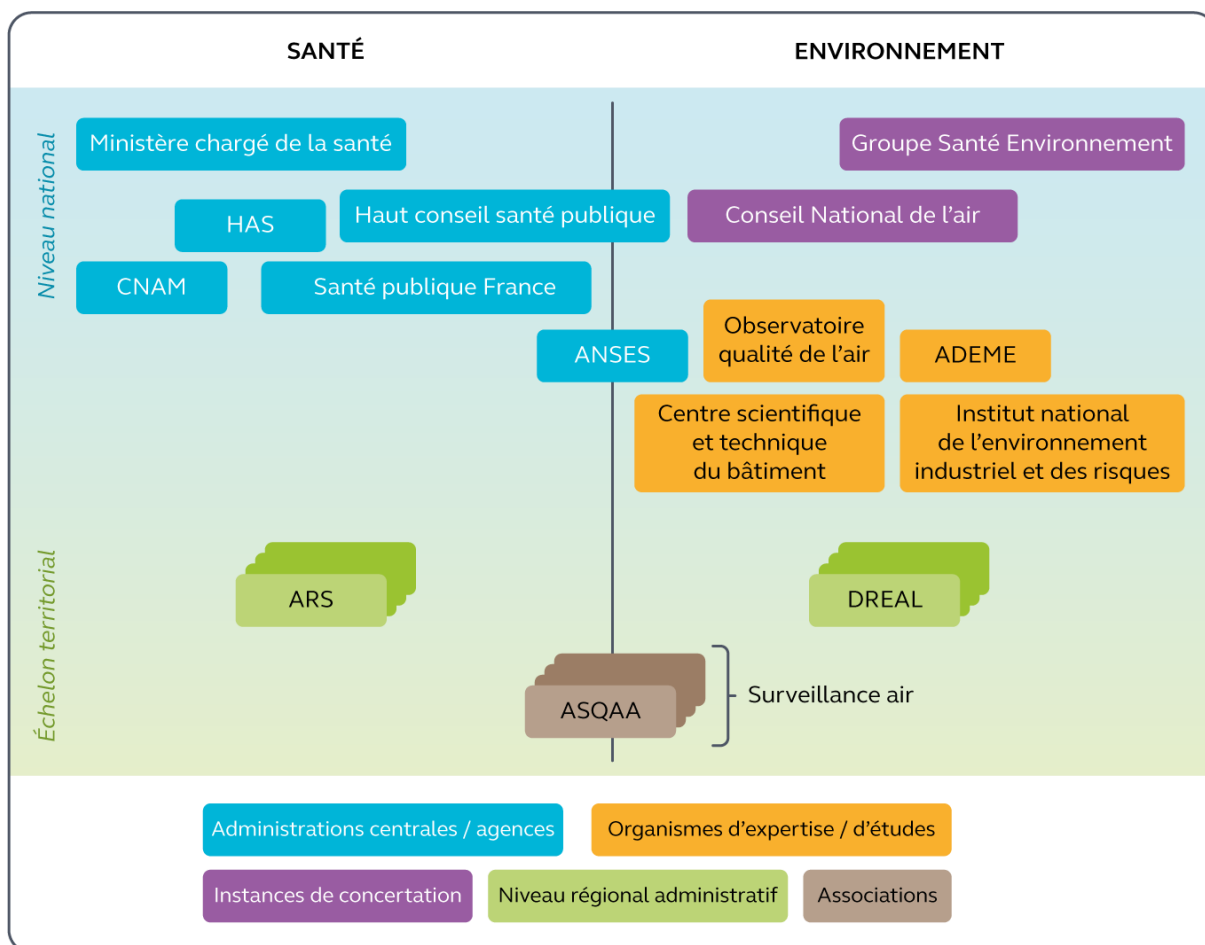 SANTÉ
ENVIRONNEMENT
Niveau national
Ministère chargé de la santé
Groupe Santé Environnement
HAS
Haut conseil santé publique
Conseil National de l’air
CNAM
Santé publique France
ANSES
Observatoire
qualité de l’air
ADEME
Centre scientifique
et technique
du bâtiment
Institut national
de l’environnement
industriel et des risques
Échelon territorial
ARS
DREAL
ASQAA
Surveillance air
Administrations centrales / agences
Organismes d’expertise / d’études
Instances de concertation
Niveau régional administratif
Associations